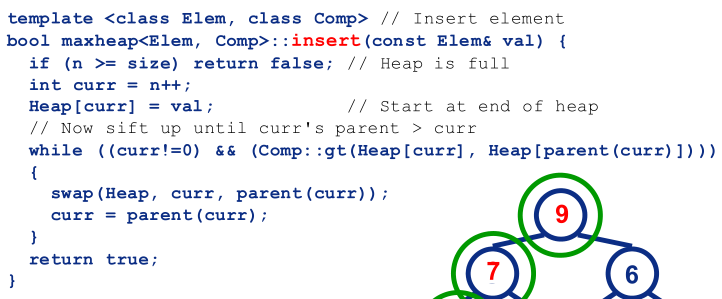 template <class Elem, class Comp> // Insert element
bool maxheap<Elem, Comp>::insert(const Elem& val) {
  if (n >= size) return false; // Heap is full
  int curr = n++;
  Heap[curr] = val;            // Start at end of heap
  // Now sift up until curr's parent > curr
  while ((curr!=0) && (Comp::gt(Heap[curr], Heap[parent(curr)])))
  {
    swap(Heap, curr, parent(curr));
    curr = parent(curr);
  }
  return true;
}
9
7 6